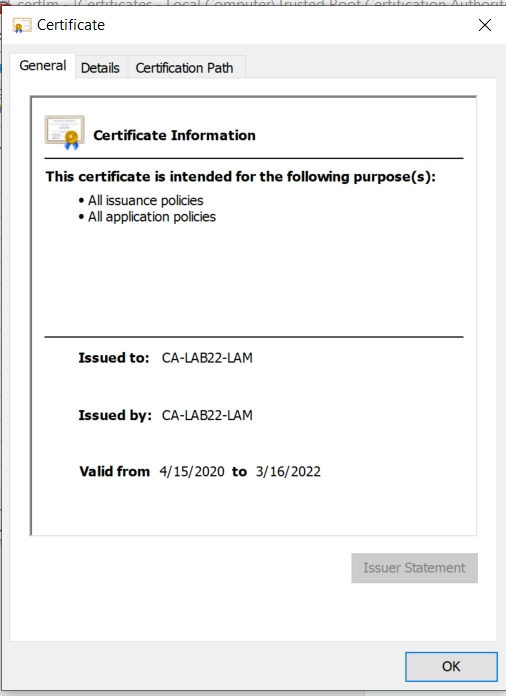 certlm - [Certificates - Local Computer\Trusted Root Certification Authorit
Certificate
General Details Certification Path
Certificate Information
This certificate is intended for the following purpose(s):
• All issuance policies
• All application policies
Issued to: CA-LAB22-LAM
Issued by: CA-LAB22-LAM
Valid from 4/15/2020 to 3/16/2022
Issuer Statement
OK